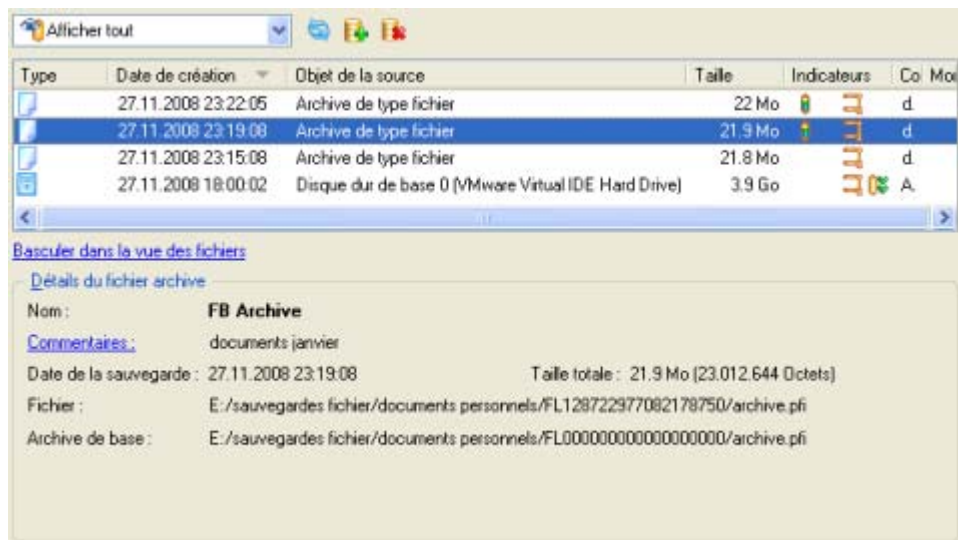 Afficher tout
Type Date de création Objet de la source Taille Indicateurs Co Mo
27.11.2008 23:22:05 Archive de type fichier 22 Mo d
27.11.2008 23:19:08 Archive de type fichier 21.9 Mo d
27.11.2008 23:15:08 Archive de type fichier 21.8 Mo d
27.11.2008 18:00:02 Disque dur de base 0 (VMware Virtual IDE Hard Drive) 3.9 Go A
Basculer dans la vue des fichiers
Détails du fichier archive
Nom : FB Archive
Commentaires : documents janvier
Date de la sauvegarde : 27.11.2008 23:19:08 Taille totale : 21.9 Mo (23.012.644 Octets)
Fichier : E:/sauvegardes fichier/documents personnels/FL128722977082178750/archive.pfi
Archive de base : E:/sauvegardes fichier/documents personnels/FL000000000000000000/archive.pfi